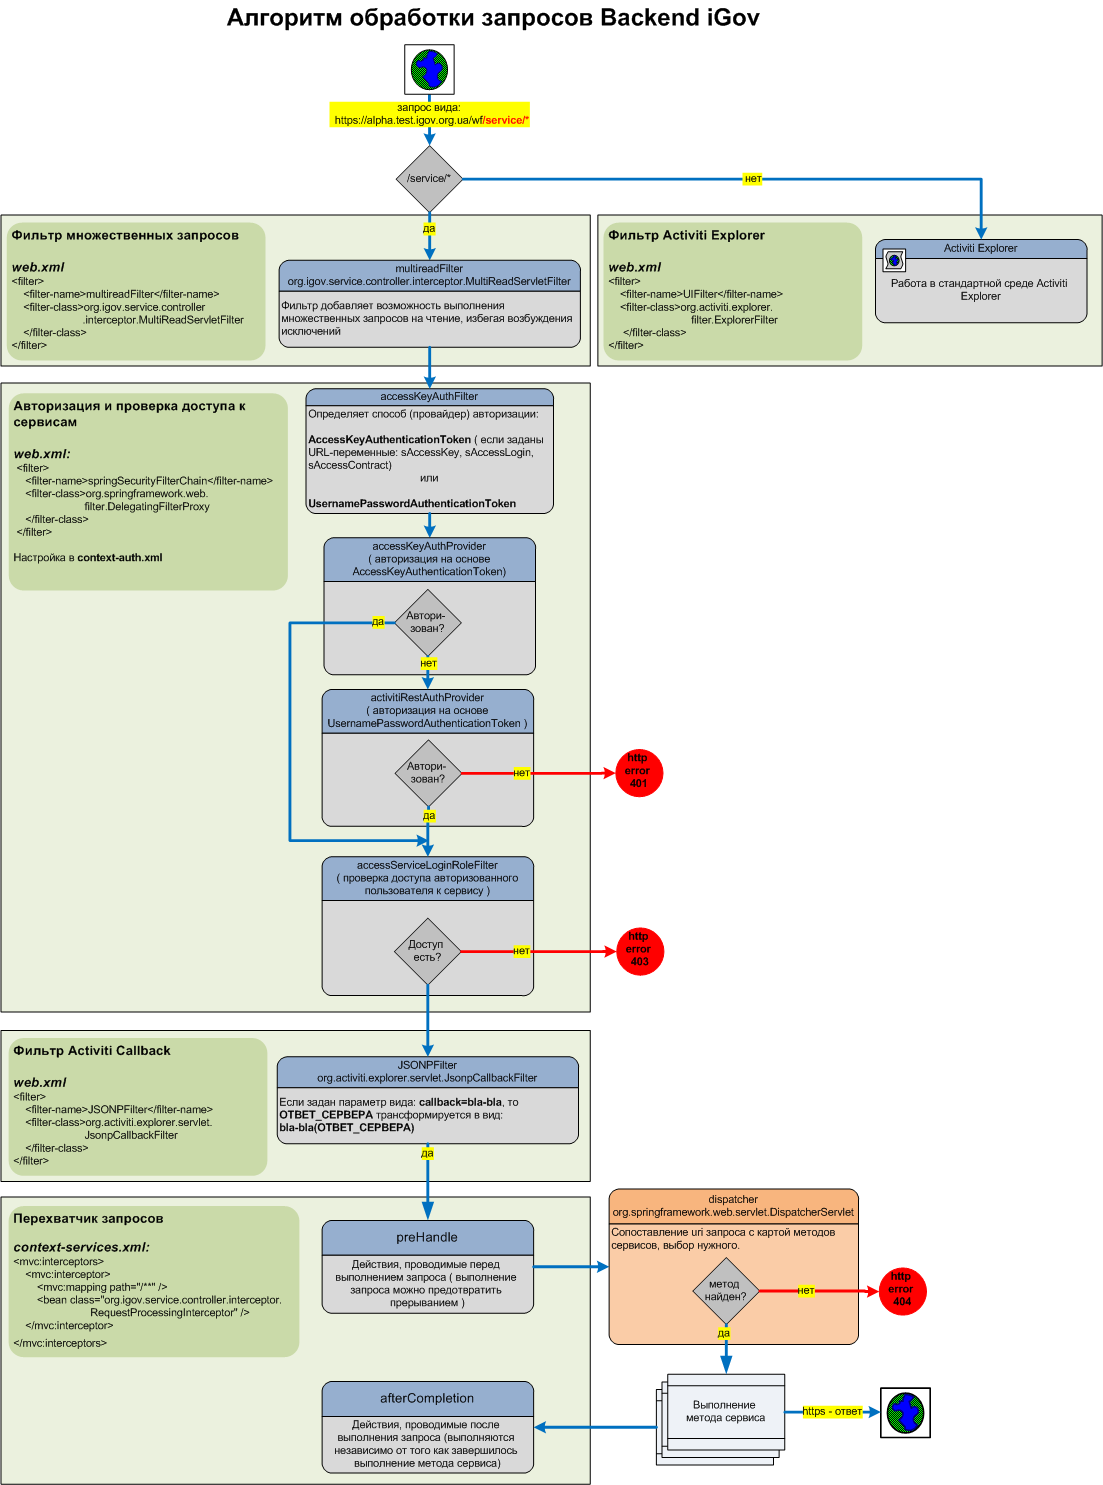 Алгоритм обработки запросов Backend iGov
запрос вида:
https://alpha.test.igov.org.ua/wf/service/*
/service/*
нет
да
Фильтр множественных запросов
web.xml
<filter>
<filter-name>multireadFilter</filter-name>
<filter-class>org.igov.service.controller
.interceptor.MultiReadServletFilter
</filter-class>
</filter>
multireadFilter
org.igov.service.controller.interceptor.MultiReadServletFilter
Фильтр добавляет возможность выполнения
множественных запросов на чтение, избегая возбуждения
исключений
Фильтр Activiti Explorer
web.xml
<filter>
<filter-name>UIFilter</filter-name>
<filter-class>org.activiti.explorer.
filter.ExplorerFilter
</filter-class>
</filter>
Activiti Explorer
Работа в стандартной среде Activiti
Explorer
Авторизация и проверка доступа к
сервисам
web.xml:
<filter>
<filter-name>springSecurityFilterChain</filter-name>
<filter-class>org.springframework.web.
filter.DelegatingFilterProxy
</filter-class>
</filter>
Настройка в context-auth.xml
accessKeyAuthFilter
Определяет способ (провайдер) авторизации:
AccessKeyAuthenticationToken ( если заданы
URL-переменные: sAccessKey, sAccessLogin,
sAccessContract)
или
UsernamePasswordAuthenticationToken
accessKeyAuthProvider
( авторизация на основе
AccessKeyAuthenticationToken)
Автори-
зован?
да
нет
activitiRestAuthProvider
( авторизация на основе
UsernamePasswordAuthenticationToken )
Автори-
зован?
нет
да
http
error
401
accessServiceLoginRoleFilter
( проверка доступа авторизованного
пользователя к сервису )
Доступ
есть?
нет
http
error
403
Фильтр Activiti Callback
web.xml
<filter>
<filter-name>JSONPFilter</filter-name>
<filter-class>org.activiti.explorer.servlet.
JsonpCallbackFilter
</filter-class>
</filter>
JSONPFilter
org.activiti.explorer.servlet.JsonpCallbackFilter
Если задан параметр вида: callback=bla-bla, то
ОТВЕТ_СЕРВЕРА трансформируется в вид:
bla-bla(ОТВЕТ_СЕРВЕРА)
да
Перехватчик запросов
context-services.xml:
<mvc:interceptors>
<mvc:interceptor>
<mvc:mapping path="/**" />
<bean class="org.igov.service.controller.interceptor.
RequestProcessingInterceptor" />
</mvc:interceptor>
</mvc:interceptors>
preHandle
Действия, проводимые перед
выполнением запроса ( выполнение
запроса можно предотвратить
прерыванием )
dispatcher
org.springframework.web.servlet.DispatcherServlet
Сопоставление uri запроса с картой методов
сервисов, выбор нужного.
метод
найден?
нет
да
http
error
404
afterCompletion
Действия, проводимые после
выполнения запроса (выполняются
независимо от того как завершилось
выполнение метода сервиса)
Выполнение
метода сервиса
https - ответ